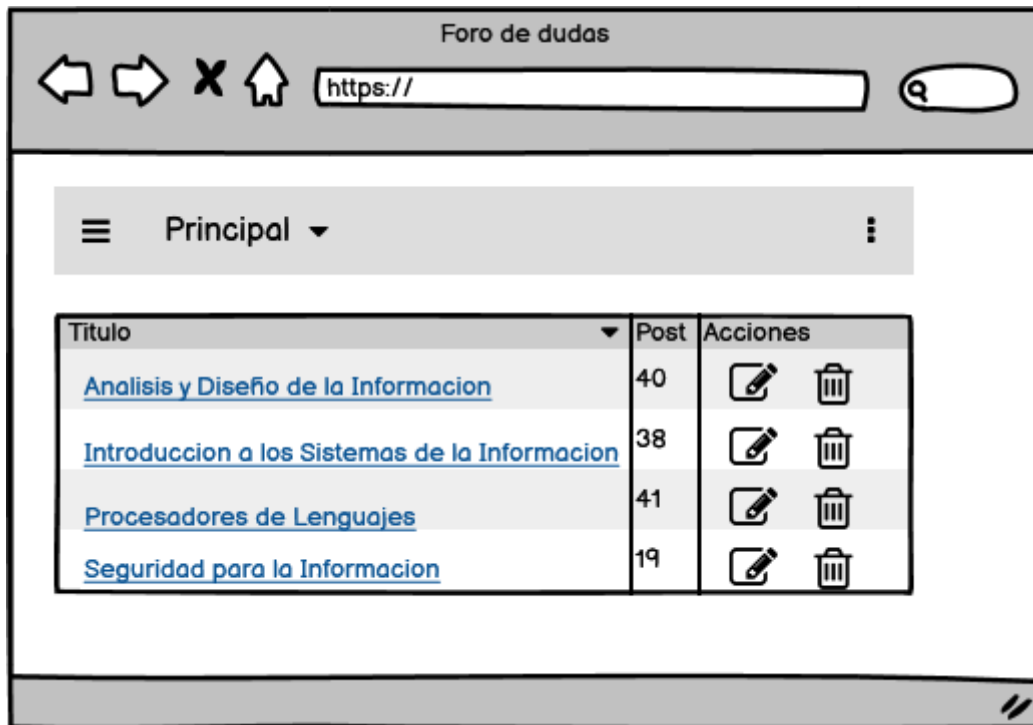 Foro de dudas
https://
Principal
Titulo Post Acciones
Analisis y Diseño de la Informacion 40
Introduccion a los Sistemas de la Informacion 38
Procesadores de Lenguajes 41
Seguridad para la Informacion 19